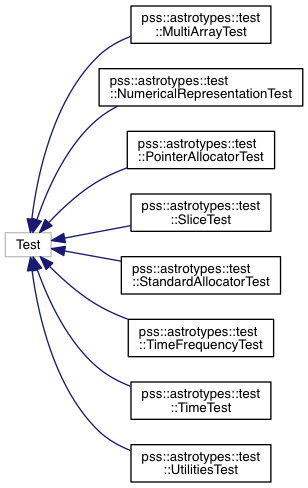 pss::astrotypes::test
::MultiArrayTest
pss::astrotypes::test
::NumericalRepresentationTest
pss::astrotypes::test
::PointerAllocatorTest
pss::astrotypes::test
::SliceTest
Test
pss::astrotypes::test
::StandardAllocatorTest
pss::astrotypes::test
::TimeFrequencyTest
pss::astrotypes::test
::TimeTest
pss::astrotypes::test
::UtilitiesTest